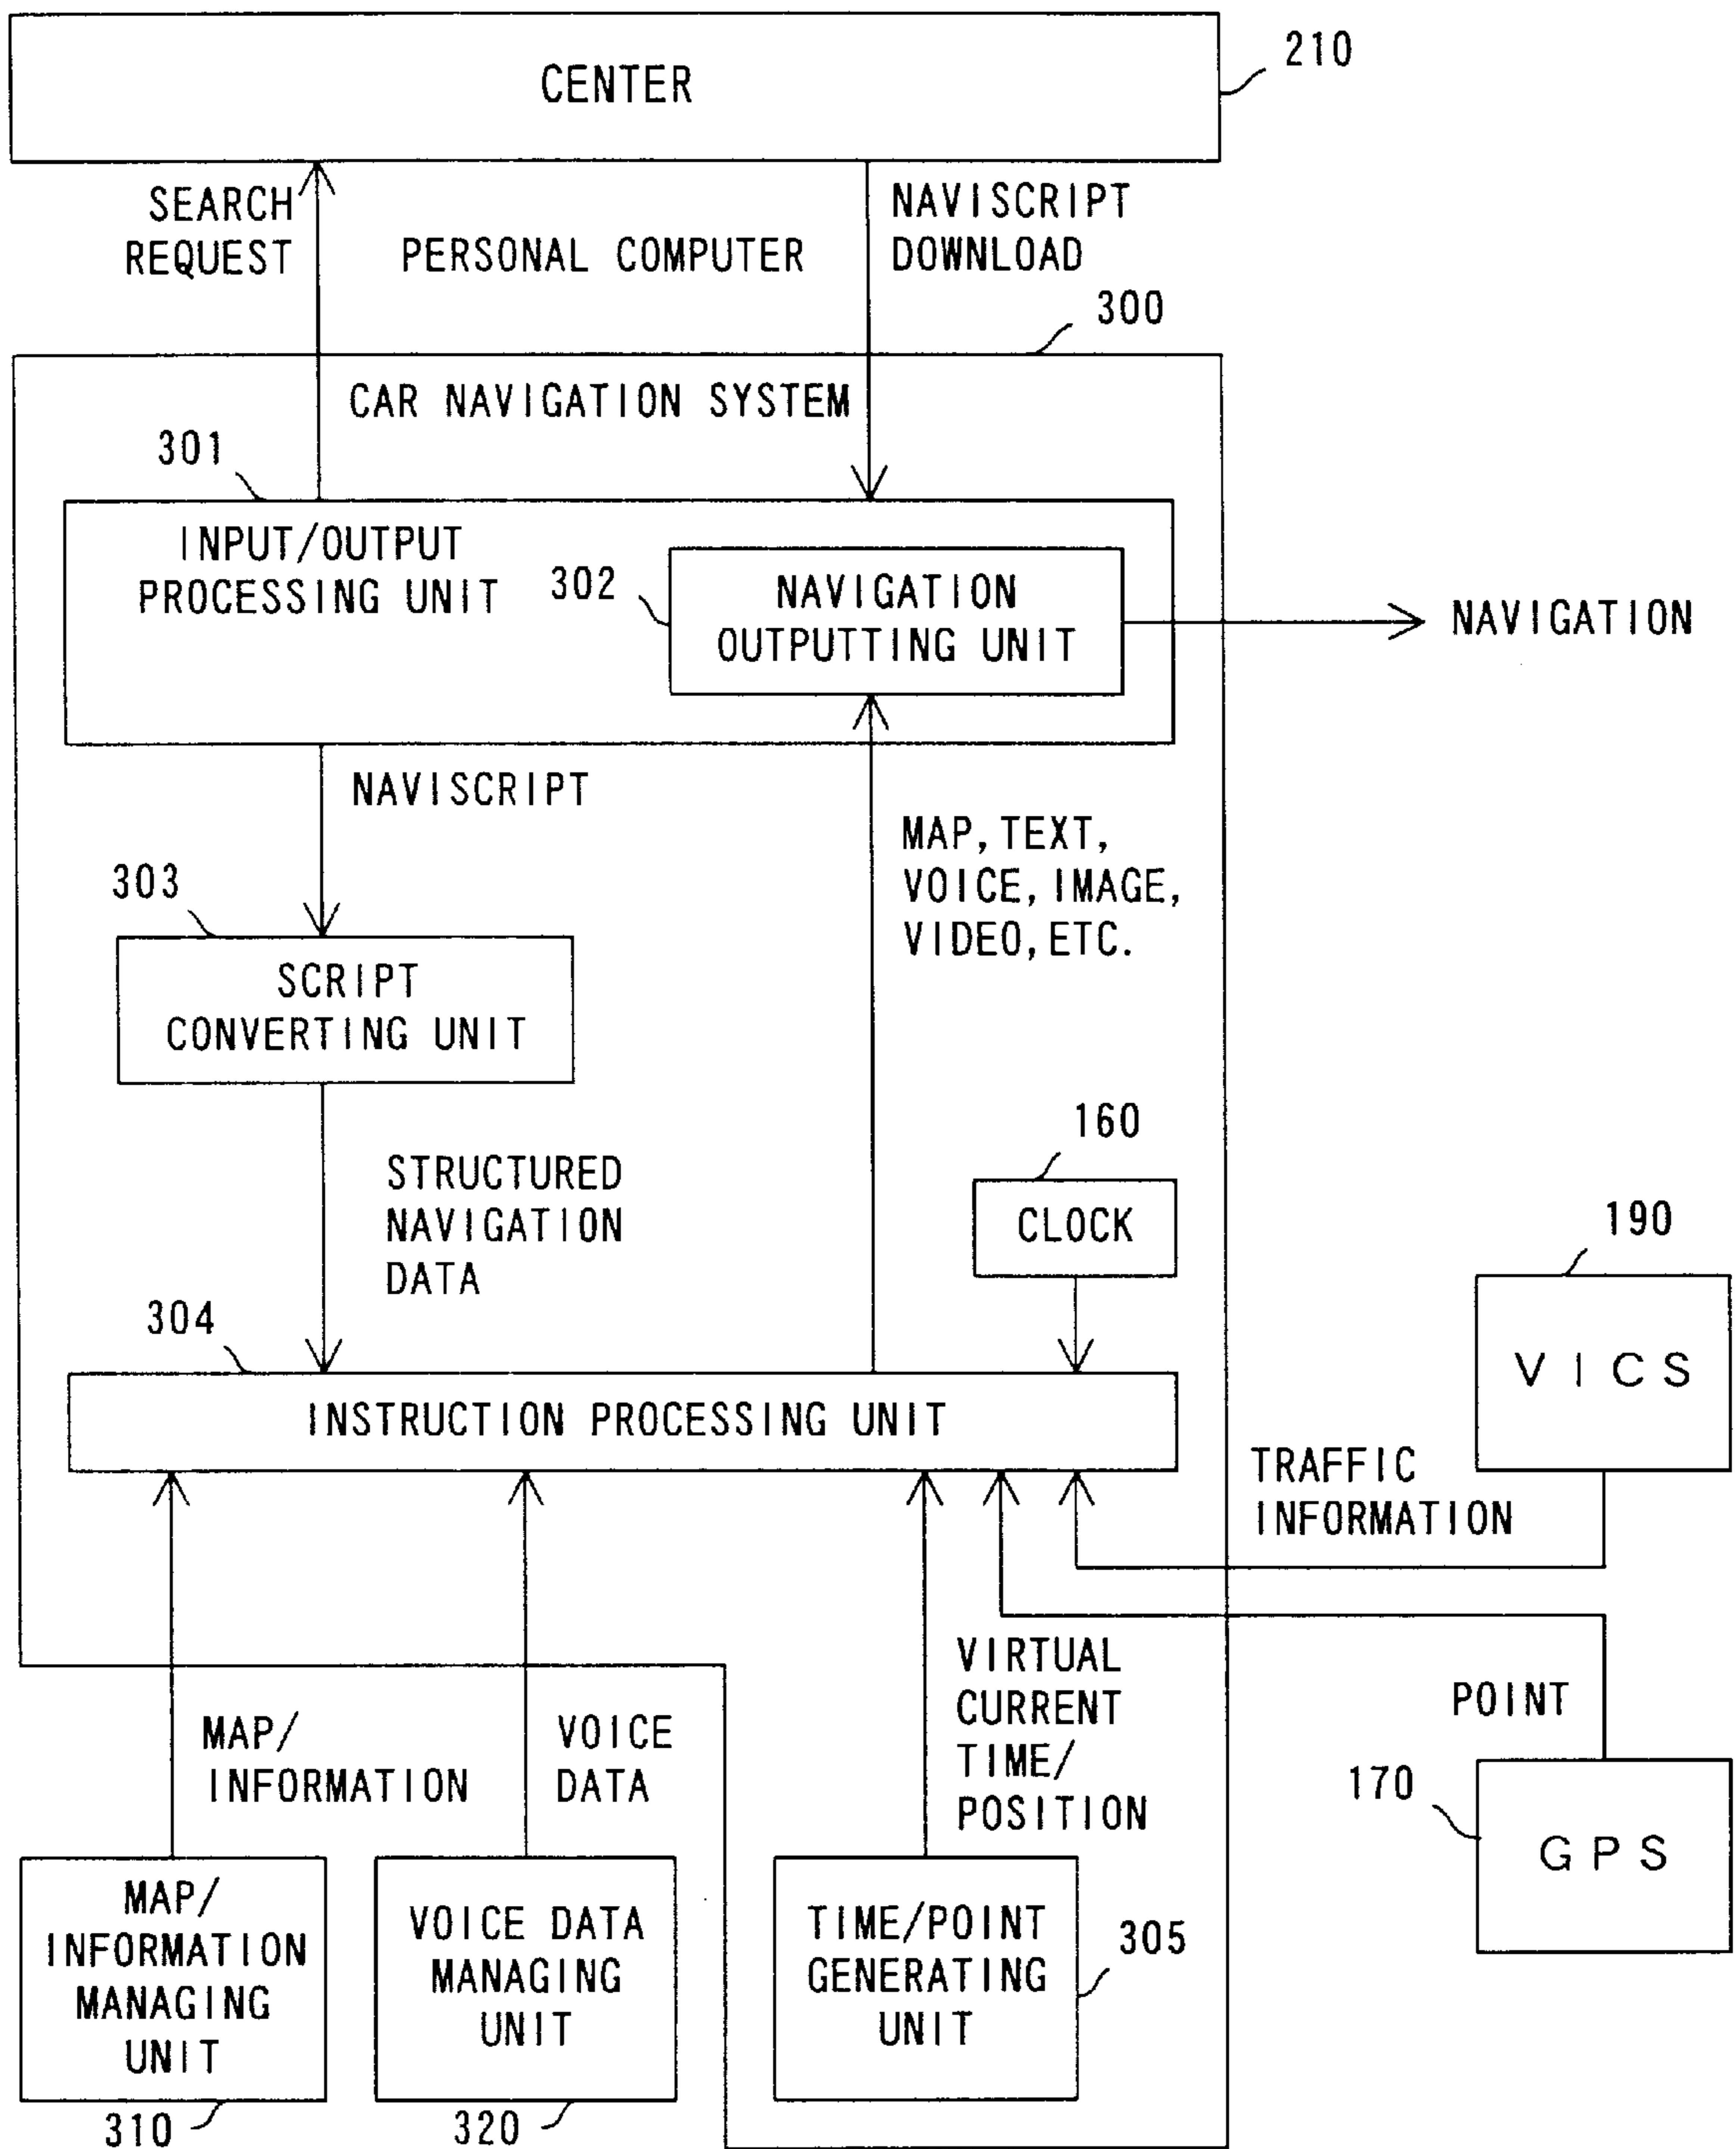 210
CENTER
SEARCH
REQUEST
PERSONAL COMPUTER
NAVISCRIPT
DOWNLOAD
300
CAR NAVIGATION SYSTEM
301
INPUT/OUTPUT
PROCESSING UNIT
302
NAVIGATION
OUTPUTTING UNIT
NAVIGATION
NAVISCRIPT
MAP, TEXT,
VOICE, IMAGE,
VIDEO, ETC.
303
SCRIPT
CONVERTING UNIT
STRUCTURED
NAVIGATION
DATA
160
CLOCK
190
VICS
304
INSTRUCTION PROCESSING UNIT
TRAFFIC
INFORMATION
MAP/
INFORMATION
VOICE
DATA
VIRTUAL
CURRENT
TIME/
POSITION
POINT
170
GPS
MAP/
INFORMATION
MANAGING
UNIT
310
VOICE DATA
MANAGING
UNIT
320
TIME/POINT
GENERATING
UNIT
305